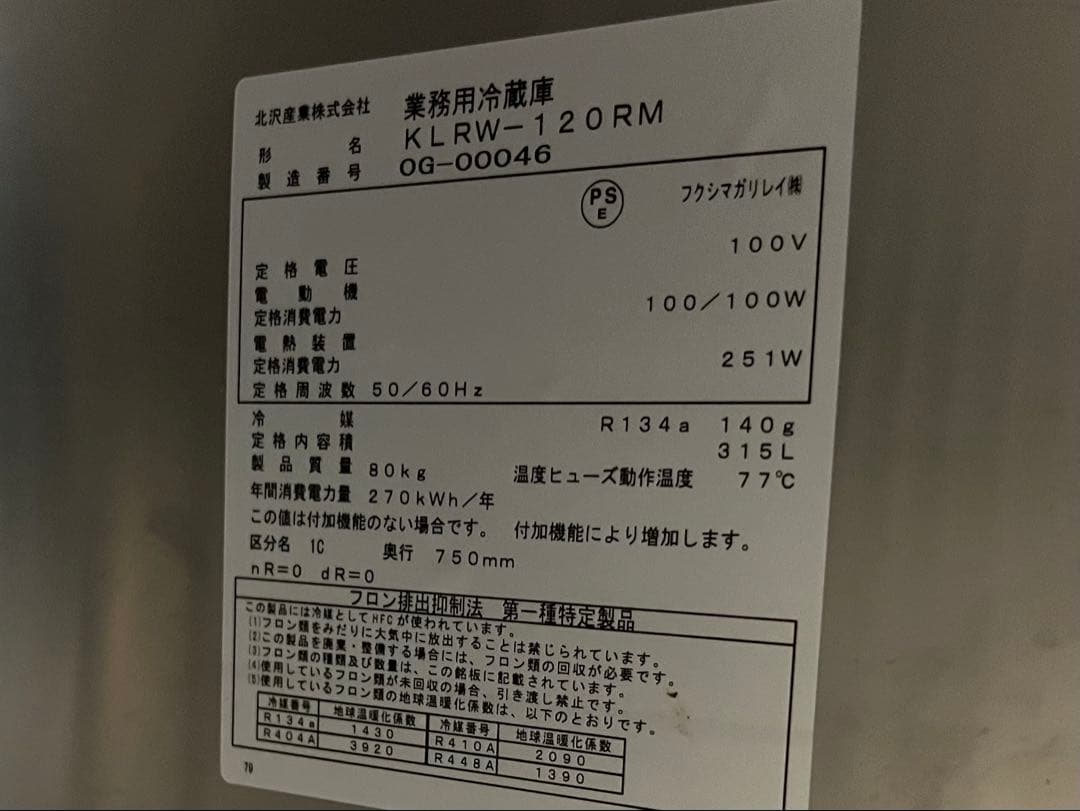 北沢産業株式会社 業務用冷蔵庫
形名 KLRW-120RM
製造番号 0G-00046
PSE フクシマガリレイ㈱
定格電圧 100V
電動機
定格消費電力 100/100W
電熱装置
定格消費電力 251W
定格周波数 50/60Hz
冷媒 R134a 140g
定格内容積 315L
製品質量 80kg 温度ヒューズ動作温度 77℃
年間消費電力量 270kWh/年
この値は付加機能のない場合です。 付加機能により増加します。
区分名 1C 奥行 750mm
nR=0 dR=0
フロン排出抑制法 第一種特定製品
この製品には冷媒としてHFCが使われています。
(1)フロン類をみだりに大気中に放出することは禁じられています。
(2)この製品を廃棄・整備する場合には、フロン類の回収が必要です。
(3)フロン類の種類及び数量は、この銘板に記載されています。
(4)使用しているフロン類が未回収の場合、引き渡し禁止です。
(5)使用しているフロン類の地球温暖化係数は、以下のとおりです。
冷媒番号 地球温暖化係数 冷媒番号 地球温暖化係数
R134a 1430 R410A 2090
R404A 3920 R448A 1390
79